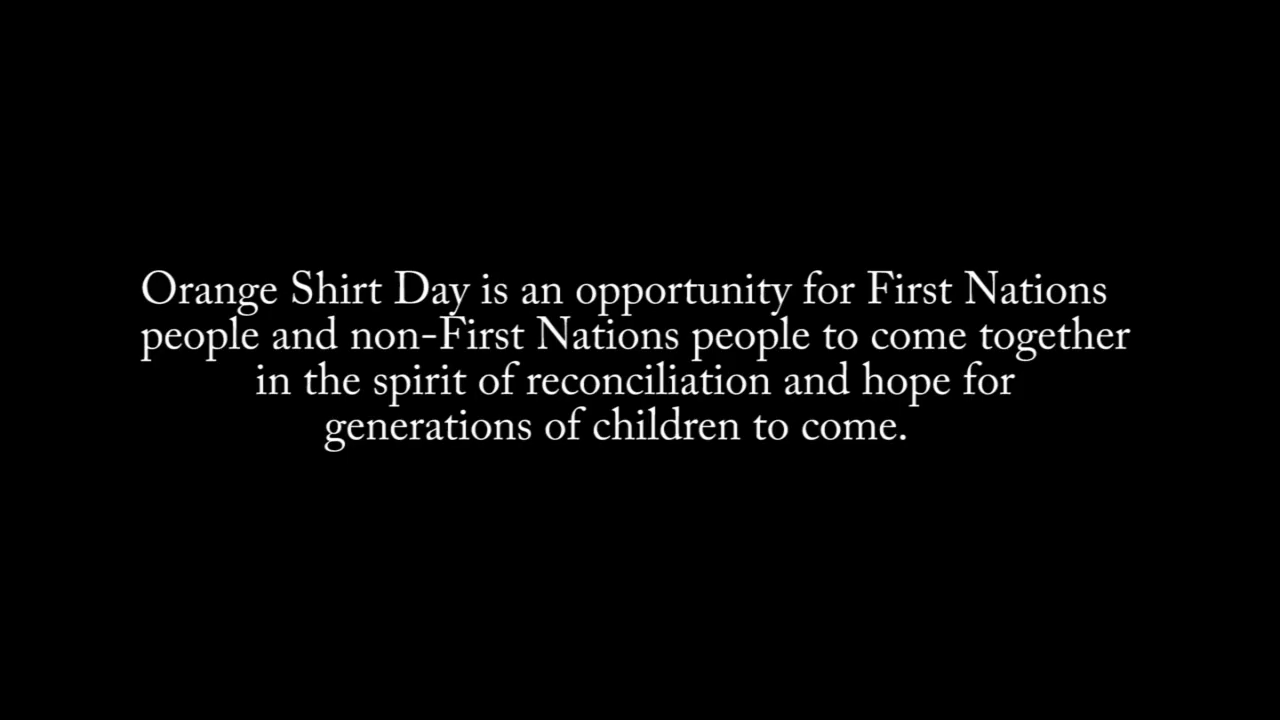 Orange Shirt Day is an opportunity for First Nations
people and non-First Nations people to come together
in the spirit of reconciliation and hope for
generations of children to come.